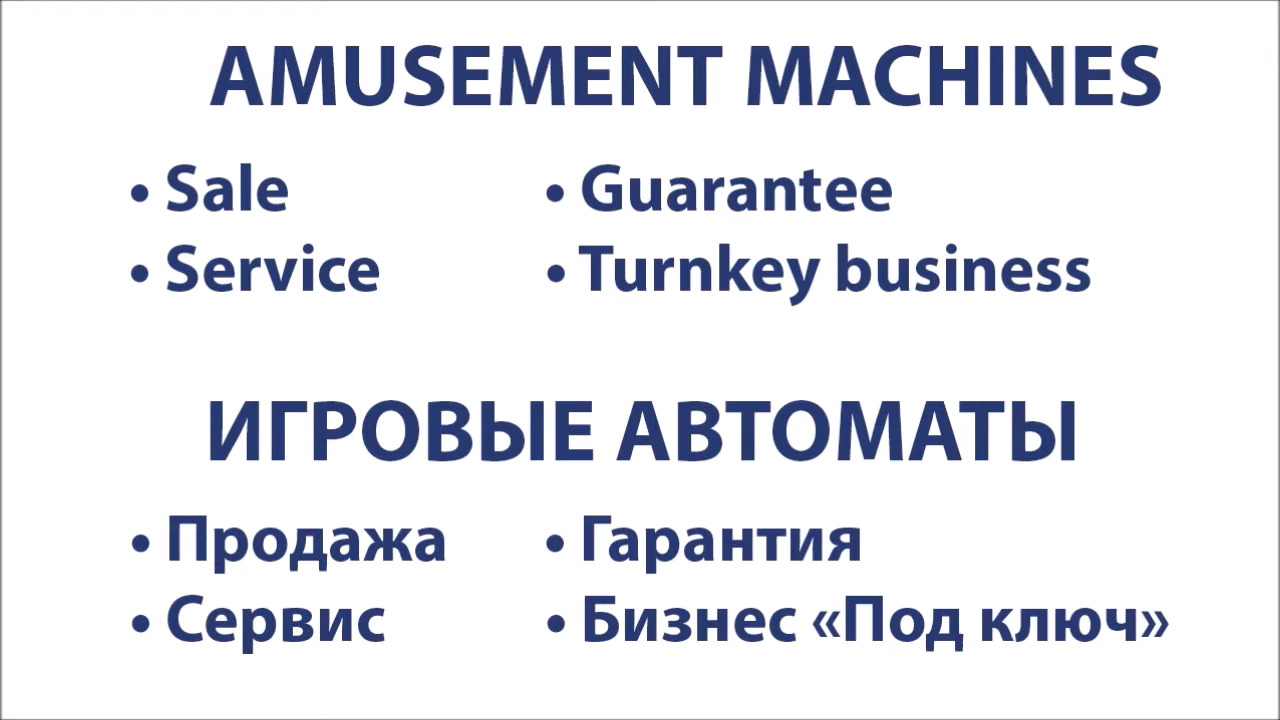 AMUSEMENT MACHINES
• Sale
• Service
• Guarantee
• Turnkey business
ИГРОВЫЕ АВТОМАТЫ
• Продажа
• Сервис
• Гарантия
• Бизнес «Под ключ»